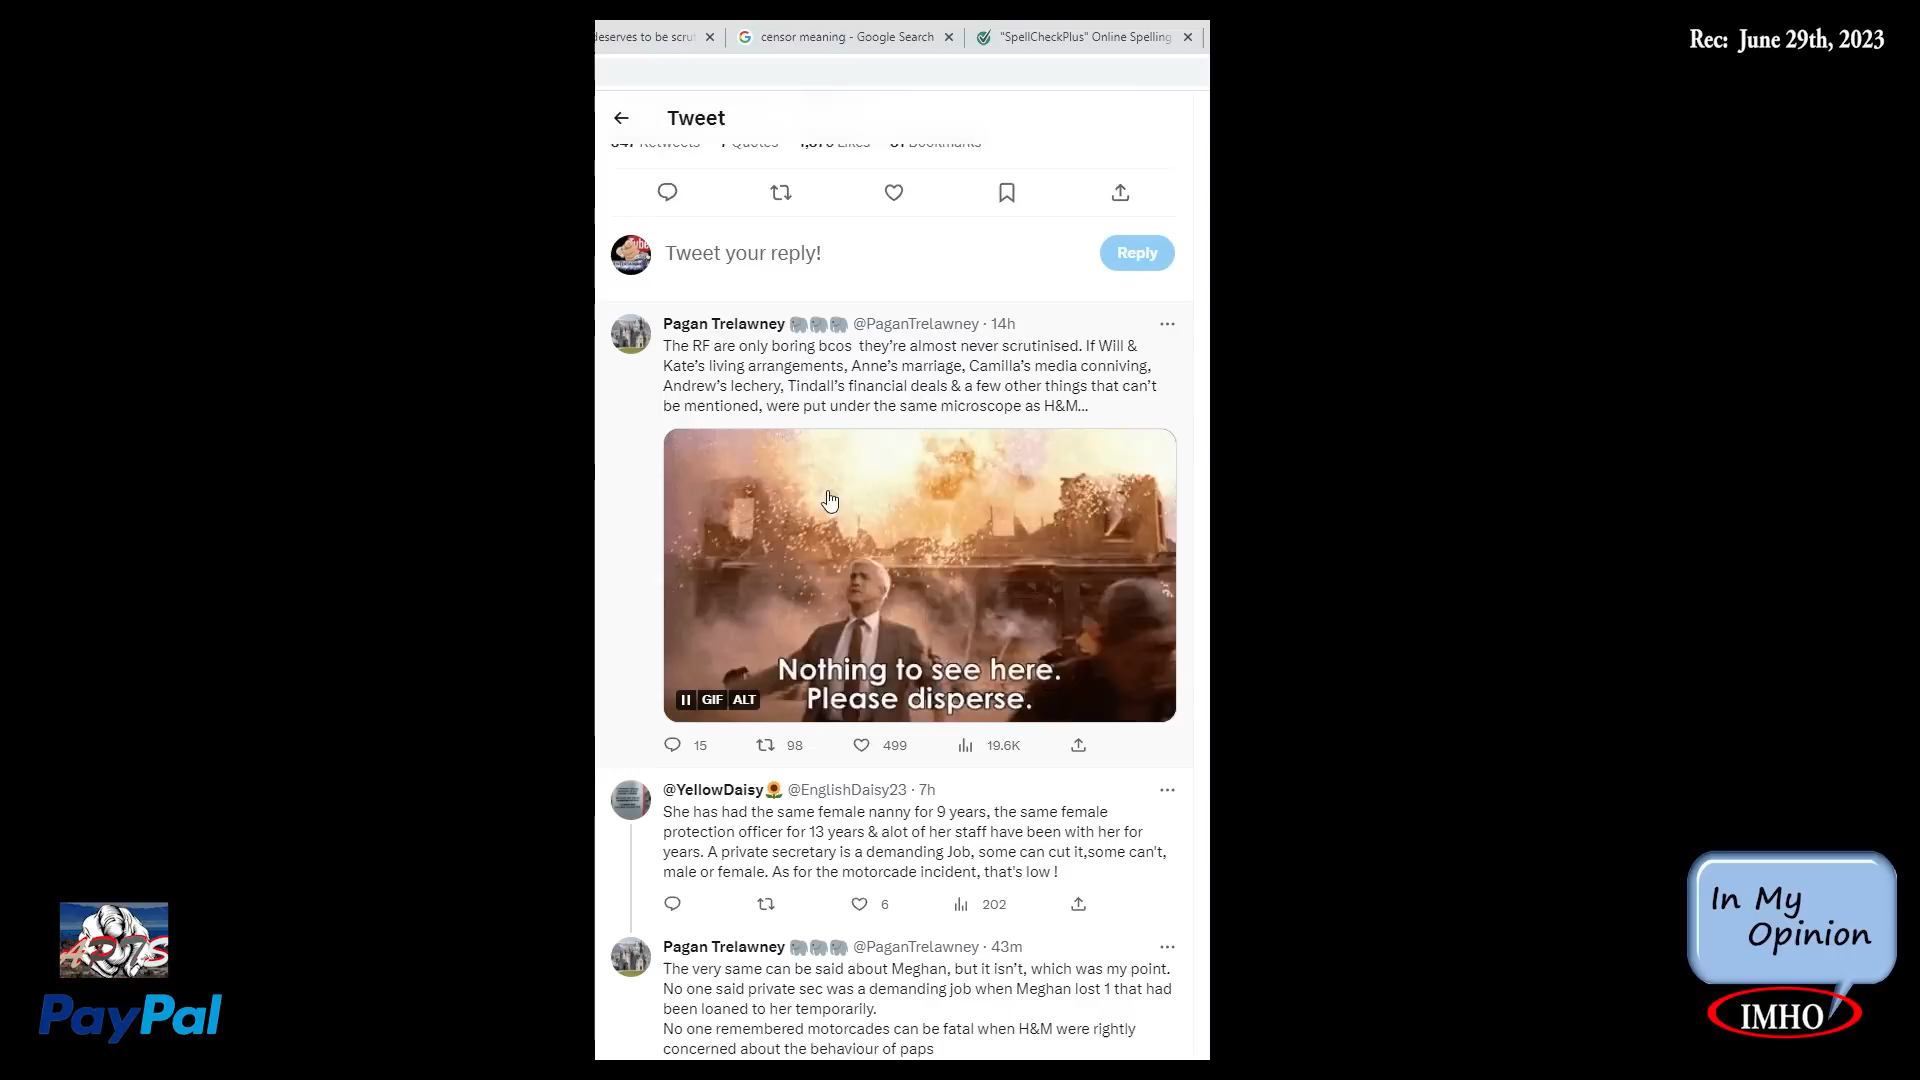 deserves to be scru
censor meaning - Google Search
"SpellCheckPlus" Online Spelling
Rec: June 29th, 2023
Tweet
Retweets Quotes Likes Bookmarks
Tweet your reply!
Reply
Pagan Trelawney @PaganTrelawney · 14h
The RF are only boring bcos they’re almost never scrutinised. If Will &
Kate’s living arrangements, Anne’s marriage, Camilla’s media conniving,
Andrew’s lechery, Tindall’s financial deals & a few other things that can’t
be mentioned, were put under the same microscope as H&M...
Nothing to see here.
Please disperse.
GIF ALT
15 98 499 19.6K
@YellowDaisy @EnglishDaisy23 · 7h
She has had the same female nanny for 9 years, the same female
protection officer for 13 years & alot of her staff have been with her for
years. A private secretary is a demanding Job, some can cut it,some can't,
male or female. As for the motorcade incident, that's low !
6 202
Pagan Trelawney @PaganTrelawney · 43m
The very same can be said about Meghan, but it isn’t, which was my point.
No one said private sec was a demanding job when Meghan lost 1 that had
been loaned to her temporarily.
No one remembered motorcades can be fatal when H&M were rightly
concerned about the behaviour of paps
PayPal
In My
Opinion
IMHO